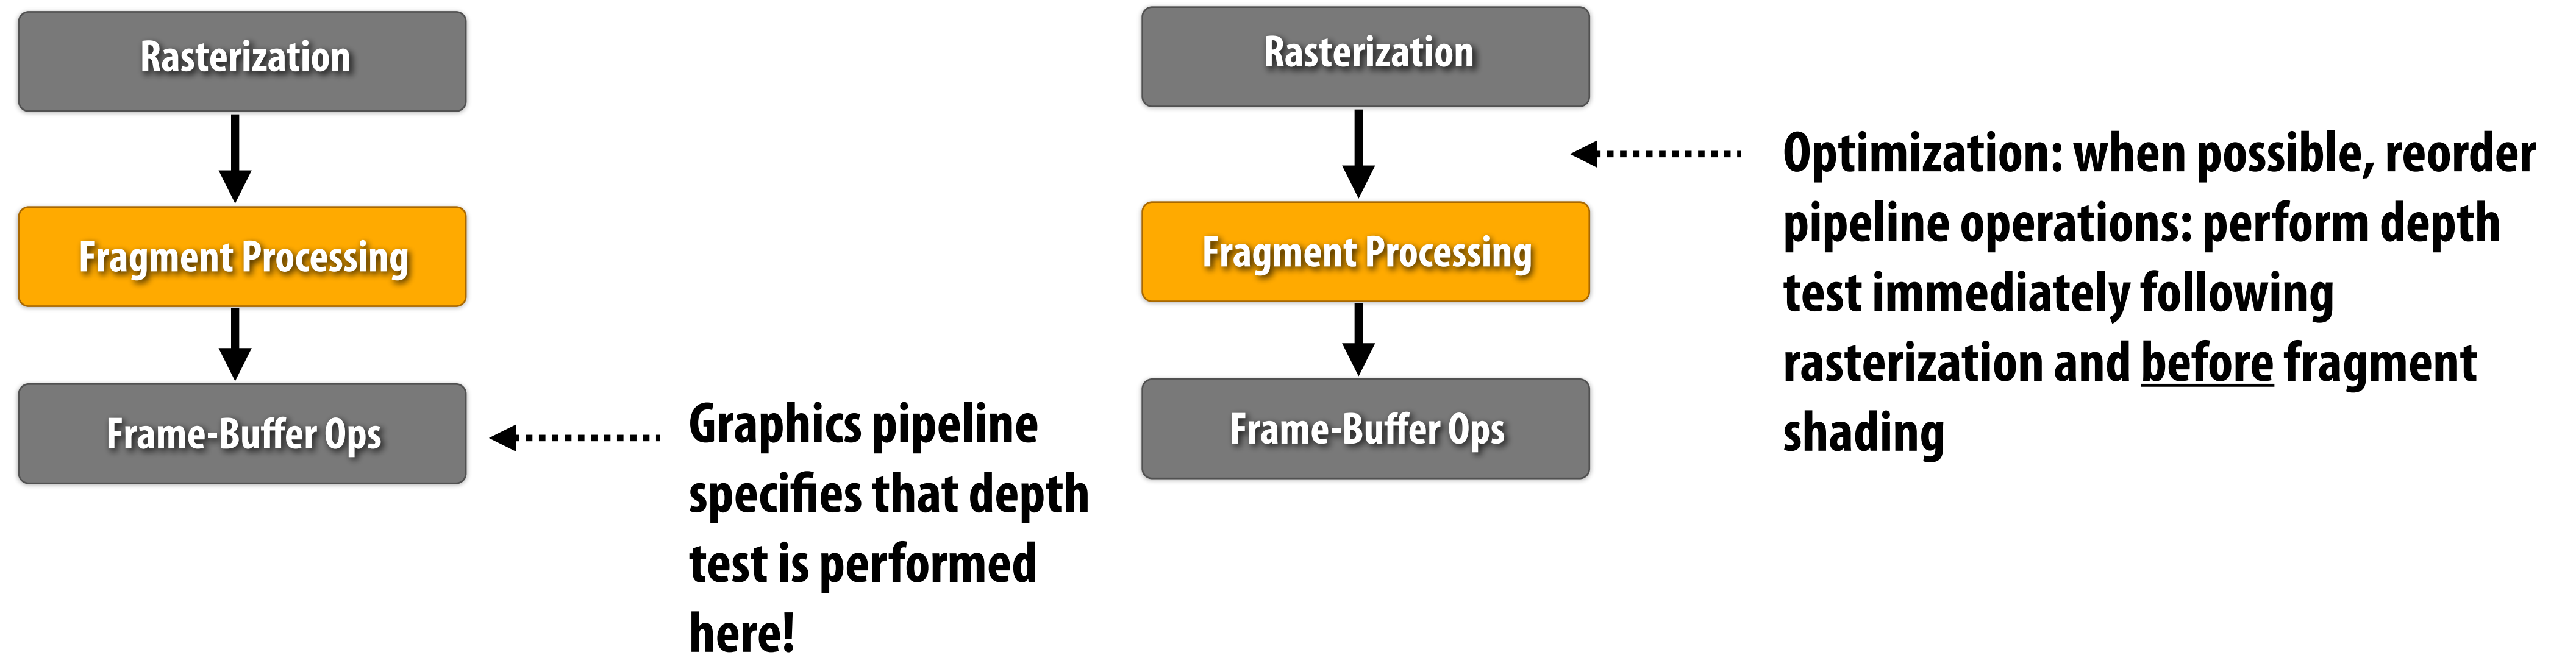 Rasterization
Fragment Processing
Frame-Buffer Ops
Graphics pipeline
specifies that depth
test is performed
here!
Rasterization
Fragment Processing
Frame-Buffer Ops
Optimization: when possible, reorder
pipeline operations: perform depth
test immediately following
rasterization and before fragment
shading